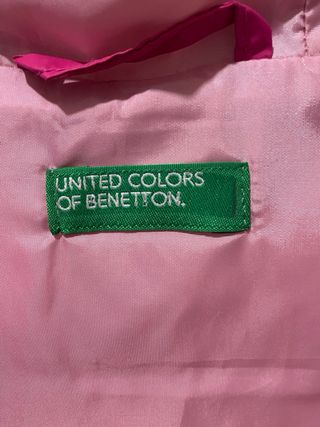 UNITED COLORS
OF BENETTON.